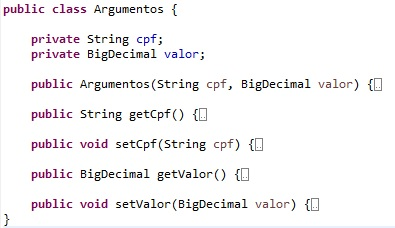 public class Argumentos {
private String cpf;
private BigDecimal valor;
public Argumentos(String cpf, BigDecimal valor) {
public String getCpf() {
public void setCpf(String cpf) {
public BigDecimal getValor() {
public void setValor(BigDecimal valor) {
}